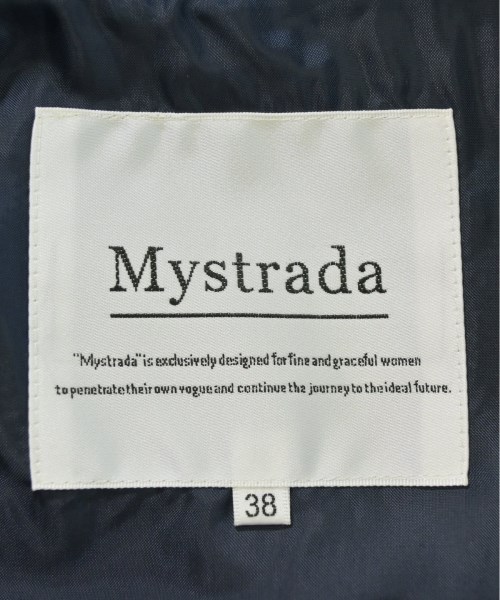 Mystrada
"Mystrada" is exclusively designed for fine and graceful women
to penetrate their own vogue and continue the journey to the ideal future.
38